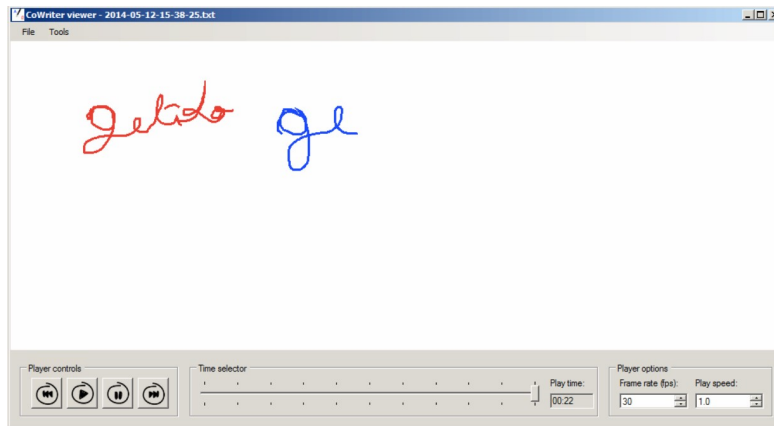 CoWriter viewer - 2014-05-12-15-38-25.txt
File Tools
gelido ge
Player controls Time selector Play time: Player options
Frame rate (fps): Play speed:
00:22 30 1.0